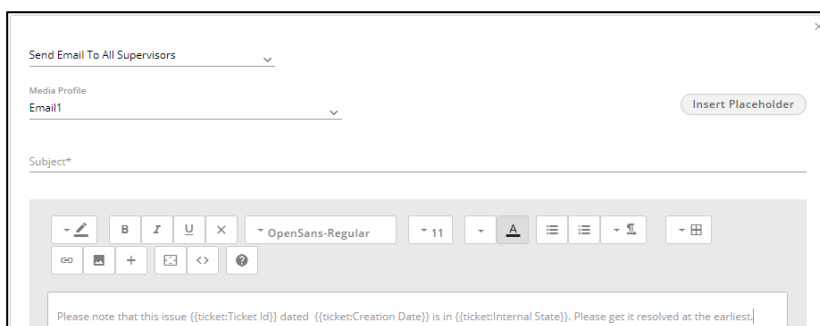 Send Email To All Supervisors
Media Profile
Email1
Insert Placeholder
Subject*
B I U OpenSans-Regular 11 A
Please note that this issue {{ticket:Ticket Id}} dated {{ticket:Creation Date}} is in {{ticket:Internal State}}. Please get it resolved at the earliest.